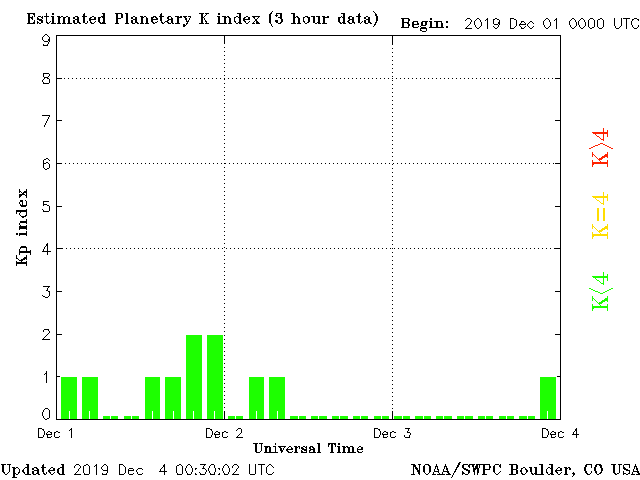 Estimated Planetary K index (3 hour data) Begin: 2019 Dec 01 0000 UTC
9
8
7
6
5
4
3
2
1
0
Kp index
K>4
K=4
K<4
Dec 1 Dec 2 Dec 3 Dec 4
Universal Time
Updated 2019 Dec 4 00:30:02 UTC NOAA/SWPC Boulder, CO USA